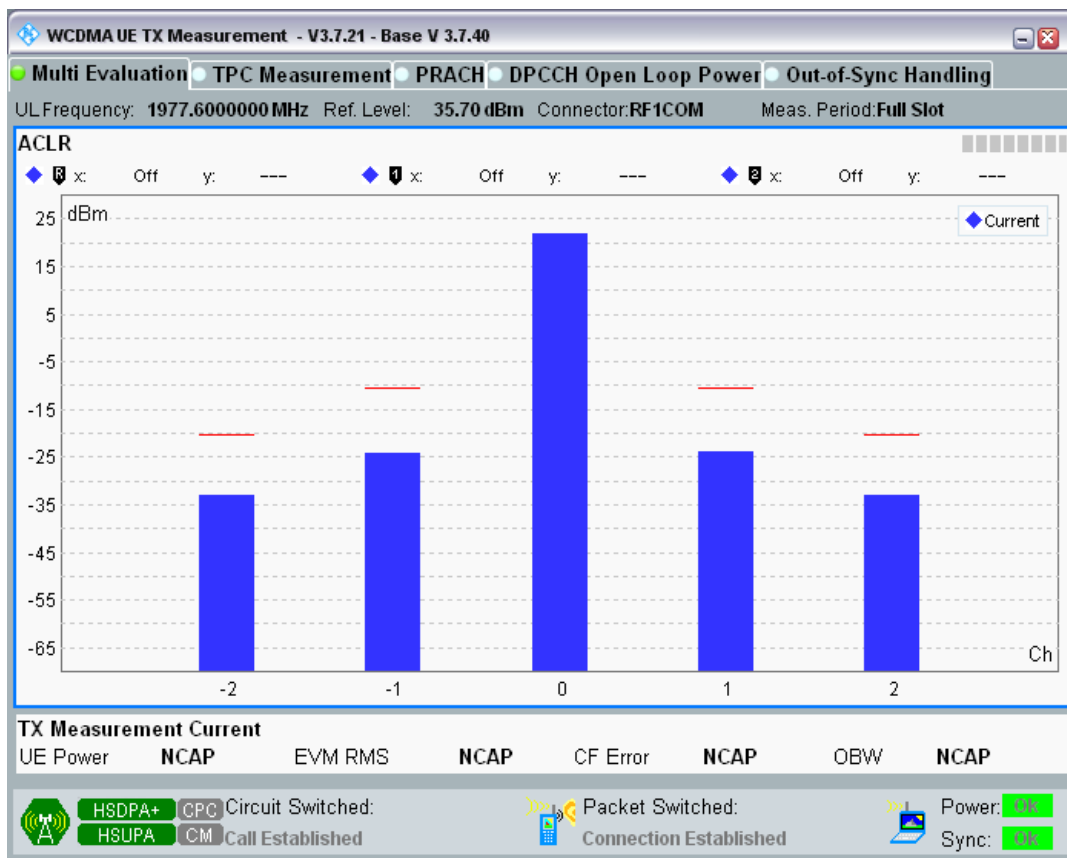 WCDMA UE TX Measurement - V3.7.21 - Base V 3.7.40
Multi Evaluation TPC Measurement PRACH DPCCH Open Loop Power Out-of-Sync Handling
UL Frequency: 1977.6000000 MHz Ref. Level: 35.70 dBm Connector:RF1COM Meas. Period:Full Slot
ACLR
R x: Off y: --- 1 x: Off y: --- 2 x: Off y: ---
dBm
Current
25
15
5
-5
-15
-25
-35
-45
-55
-65
Ch
-2 -1 0 1 2
TX Measurement Current
UE Power NCAP EVM RMS NCAP CF Error NCAP OBW NCAP
HSDPA+ CPC Circuit Switched: Packet Switched: Power: Ok
HSUPA CM Call Established Connection Established Sync: Ok